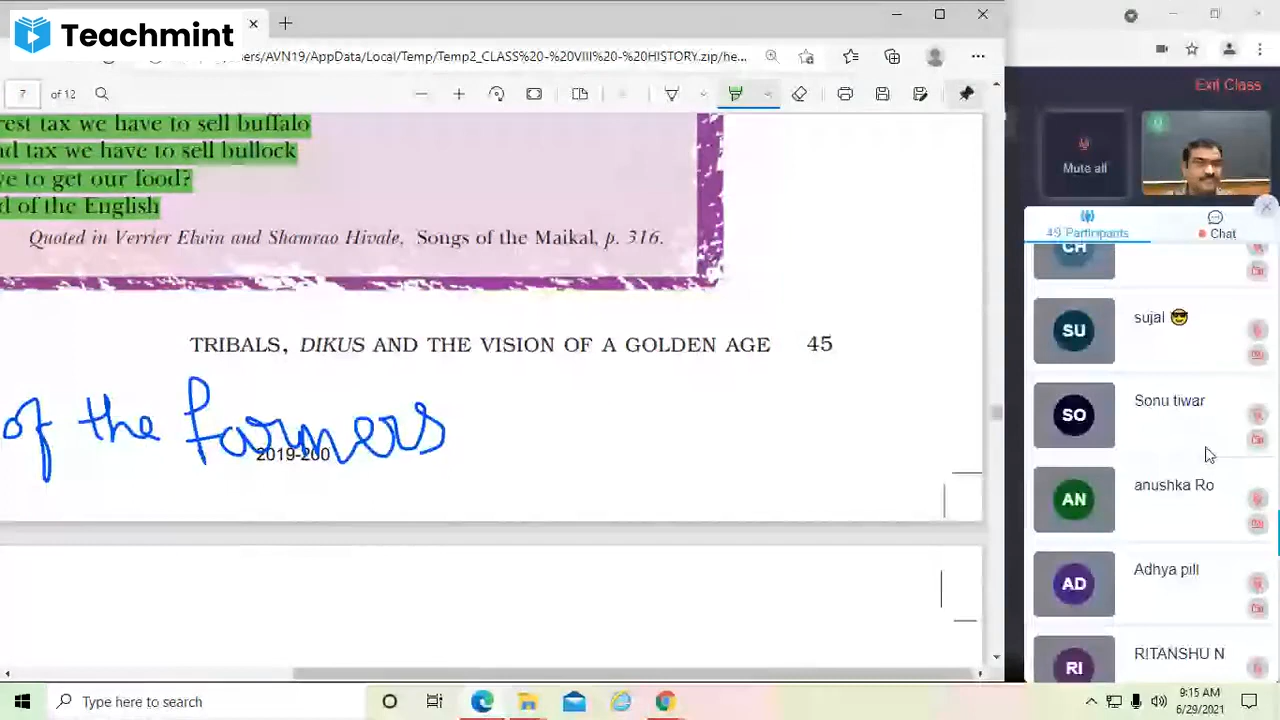 Teachmint
ers/AVN19/AppData/Local/Temp/Temp2_CLASS%20-%20VIII%20-%20HISTORY.zip/he...
7 of 12
Exit Class
Mute all
rest tax we have to sell buffalo
nd tax we have to sell bullock
ve to get our food?
d of the English
Quoted in Verrier Elwin and Shamrao Hivale, Songs of the Maikal, p. 316.
TRIBALS, DIKUS AND THE VISION OF A GOLDEN AGE 45
of the farmers
2019-200
49 Participants
Chat
CH
SU
sujal 😎
SO
Sonu tiwar
AN
anushka Ro
AD
Adhya pill
RI
RITANSHU N
Type here to search
9:15 AM
6/29/2021